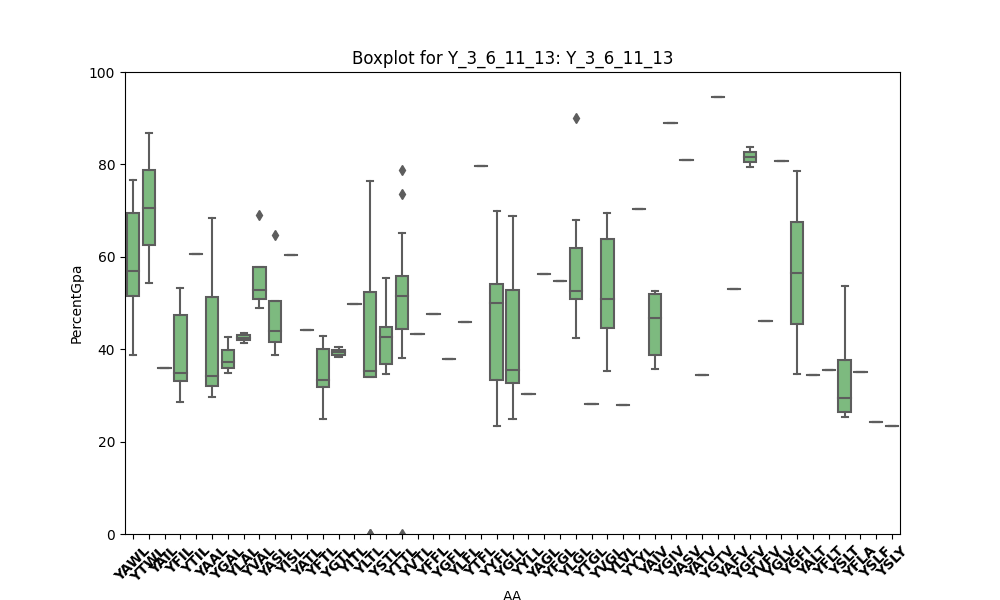 Boxplot for Y_3_6_11_13: Y_3_6_11_13
100
80
60
40
20
0
PercentGpa
YAWL YTWL YAIL YFIL YTIL YAAL YGAL YLAL YVAL YASL YISL YATL YFTL YGTL YITL YLTL YSTL YTTL YVTL YFFL YGFL YLFL YTFL YYFL YGLL YYLL YAGL YFGL YLGL YTGL YVGL YLVL YYVL YAIV YGIV YASV YATV YGTV YAFV YGFV YVFV YGLV YGFI YALT YFLT YSLT YFLA YSLF YSLY
AA